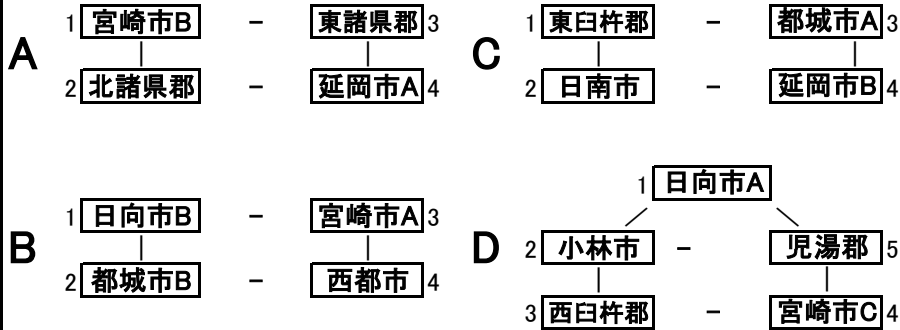 A
1 宮崎市B － 東諸県郡 3
2 北諸県郡 － 延岡市A 4
C
1 東臼杵郡 － 都城市A 3
2 日南市 － 延岡市B 4
B
1 日向市B － 宮崎市A 3
2 都城市B － 西都市 4
D
1 日向市A
2 小林市 － 児湯郡 5
3 西臼杵郡 － 宮崎市C 4